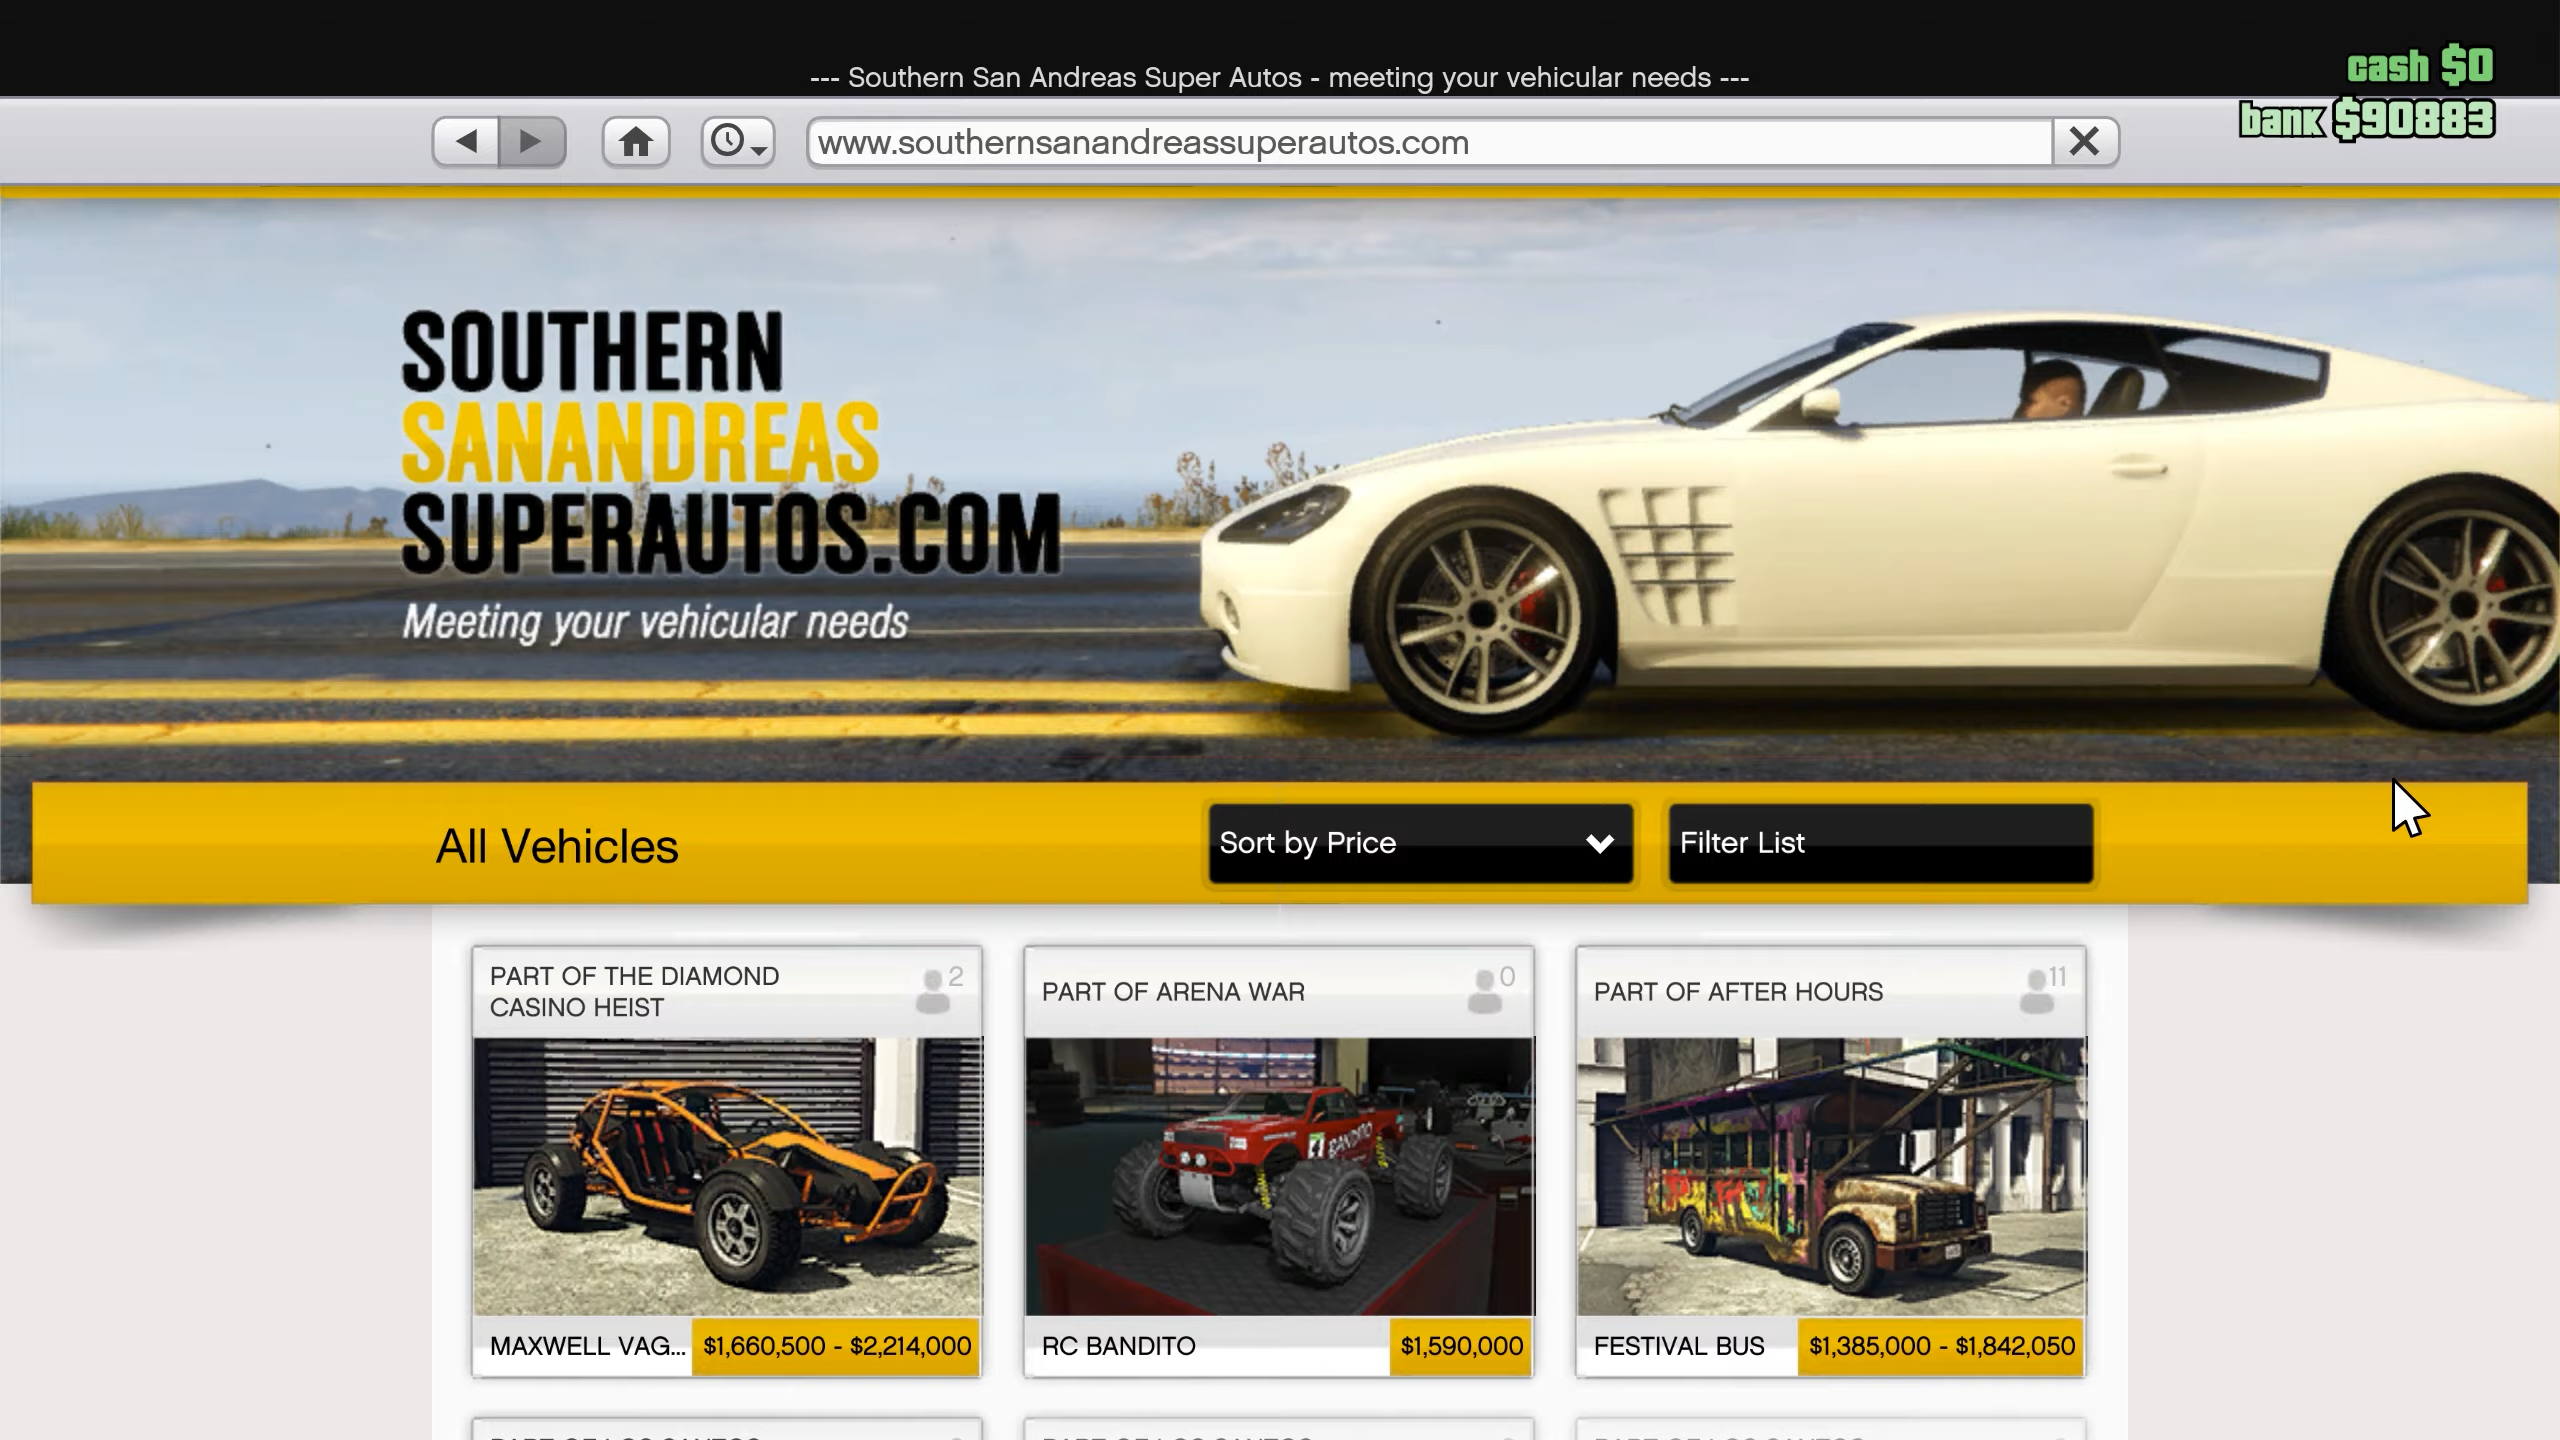 --- Southern San Andreas Super Autos - meeting your vehicular needs ---
cash $0
bank $90883
www.southernsanandreassuperautos.com
SOUTHERN
SANANDREAS
SUPERAUTOS.COM
Meeting your vehicular needs
All Vehicles
Sort by Price
Filter List
PART OF THE DIAMOND
CASINO HEIST
2
PART OF ARENA WAR
0
PART OF AFTER HOURS
11
BANDITO
MAXWELL VAG...
$1,660,500 - $2,214,000
RC BANDITO
$1,590,000
FESTIVAL BUS
$1,385,000 - $1,842,050